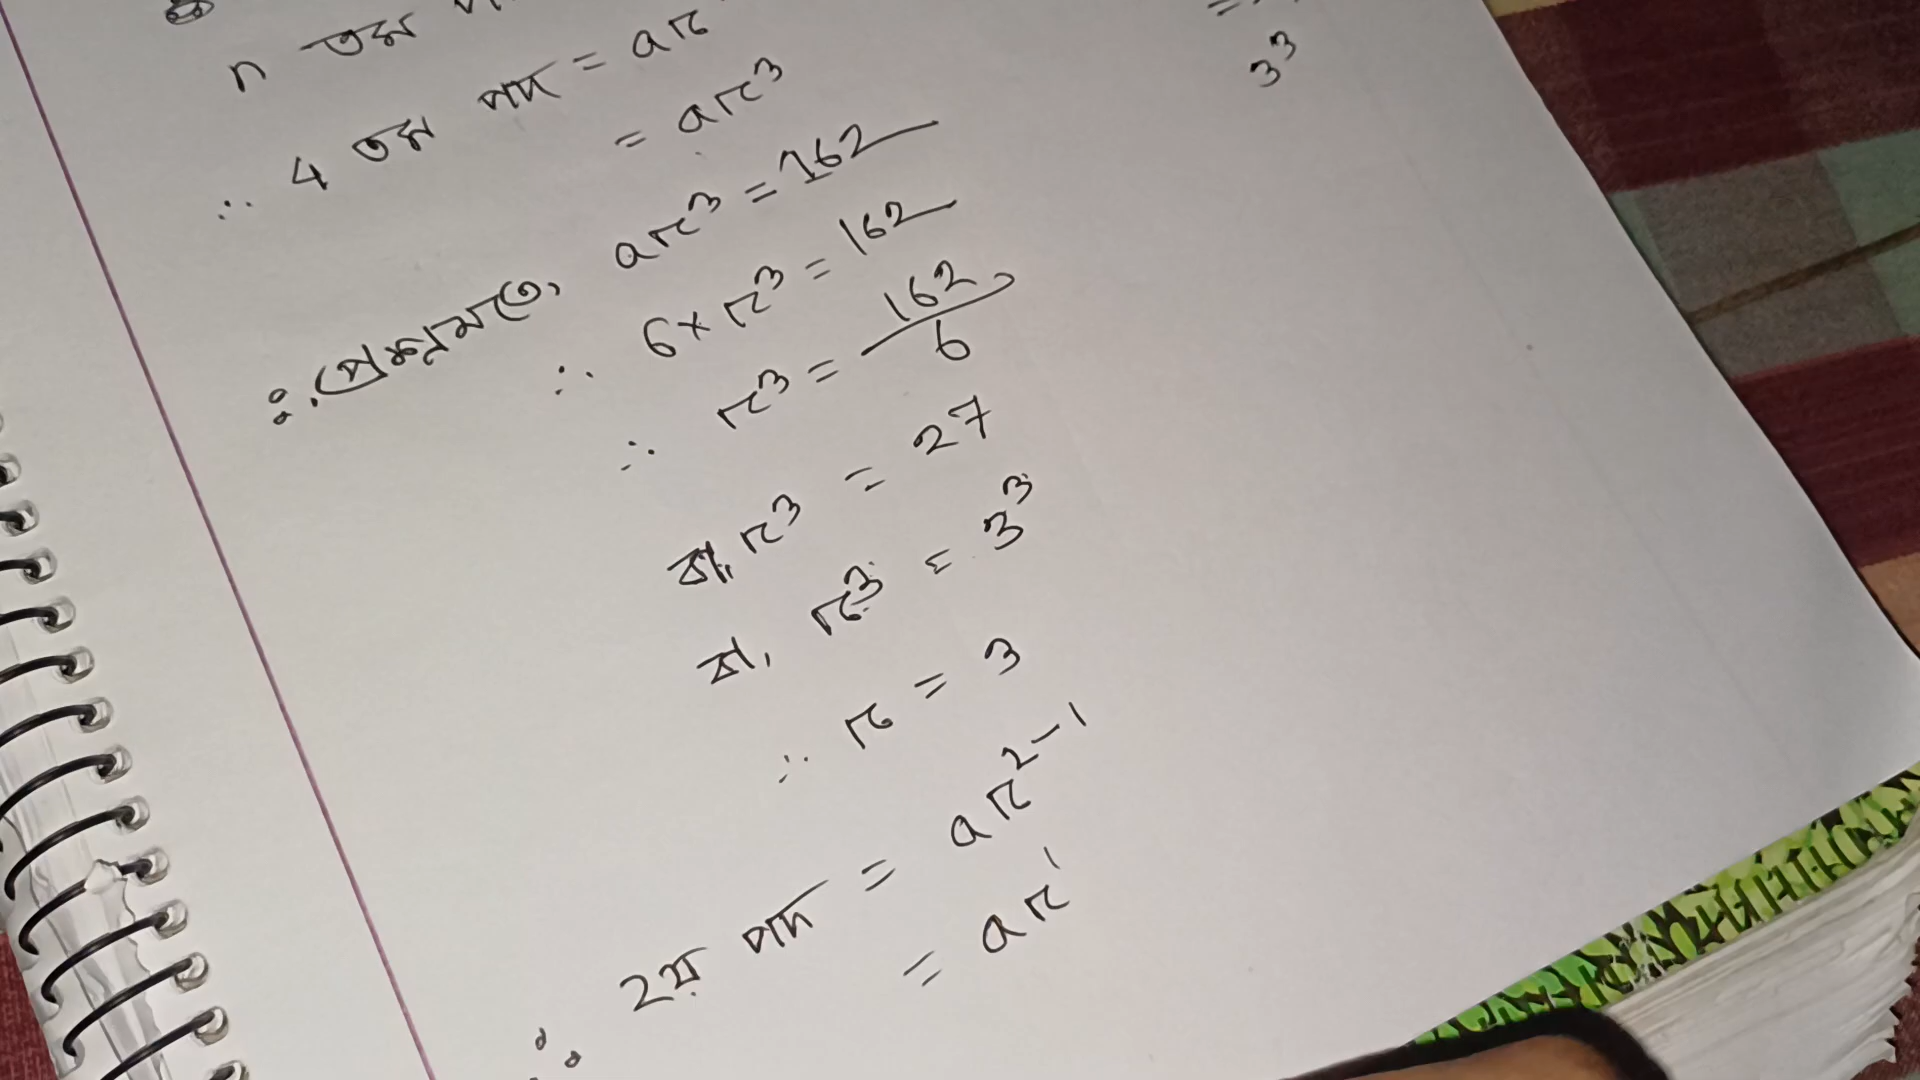 n তম
∴ 4 তম পদ = ar
= ar³
∴ প্রশ্নমতে, ar³ = 162
∴ 6 × r³ = 162
∴ r³ = 162/6
বা, r³ = 27
বা, r³ = 3³
∴ r = 3
∴ 2য় পদ = ar²⁻¹
= ar¹
=
3³